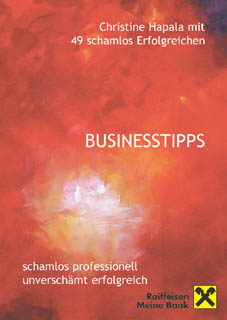 Christine Hapala mit
49 schamlos Erfolgreichen
BUSINESSTIPPS
schamlos professionell
unverschämt erfolgreich
Raiffeisen
Meine Bank